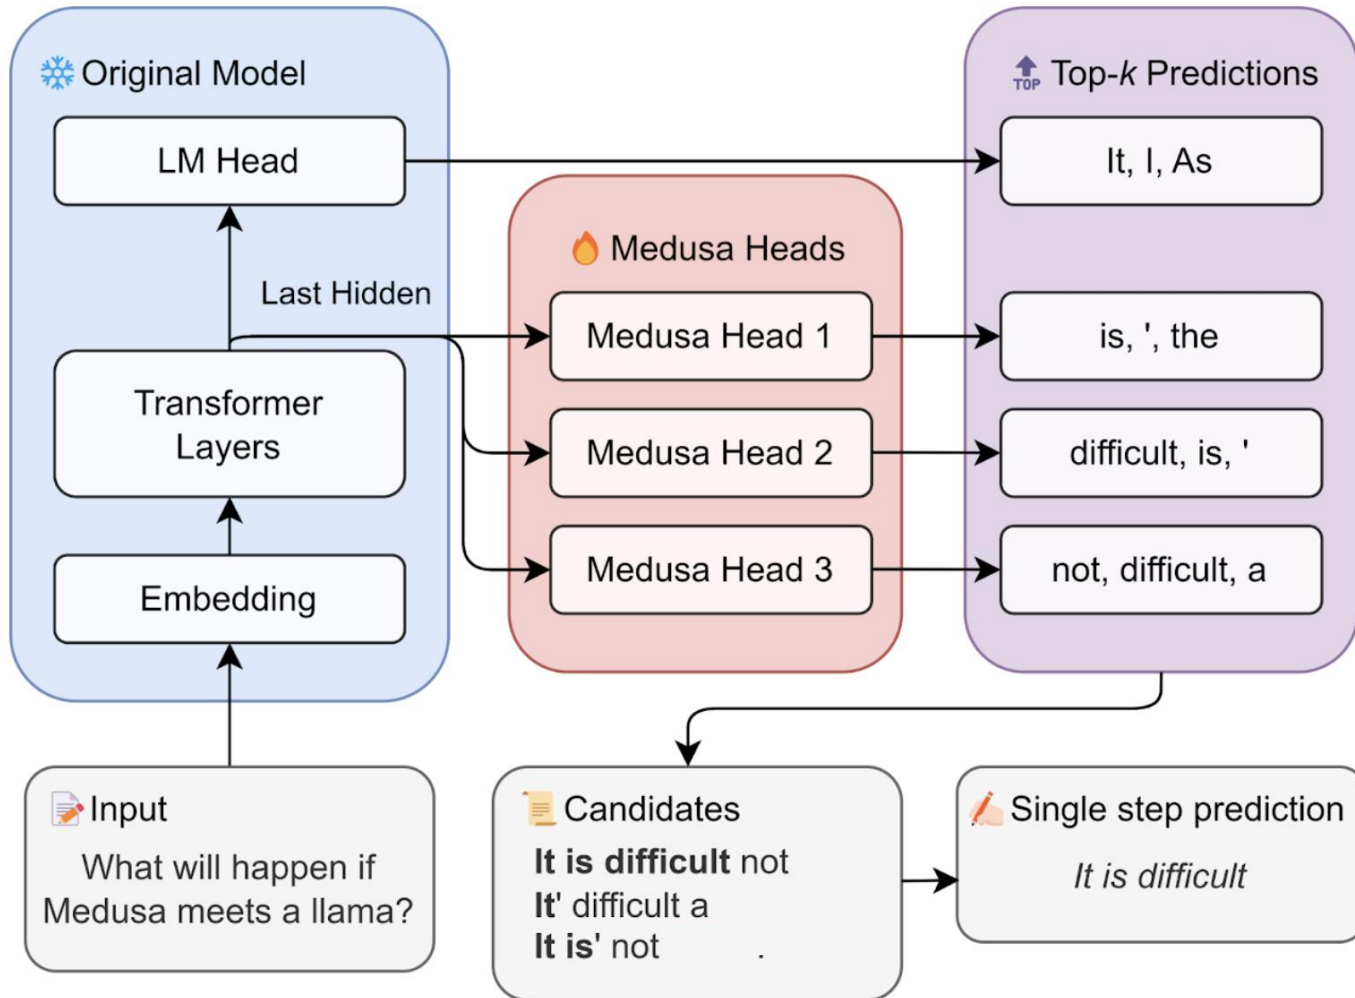 Original Model
LM Head
Last Hidden
Transformer
Layers
Embedding
Medusa Heads
Medusa Head 1
Medusa Head 2
Medusa Head 3
TOP
Top-k Predictions
It, I, As
is, ', the
difficult, is, '
not, difficult, a
Input
What will happen if
Medusa meets a llama?
Candidates
It is difficult not
It' difficult a
It is' not .
Single step prediction
It is difficult